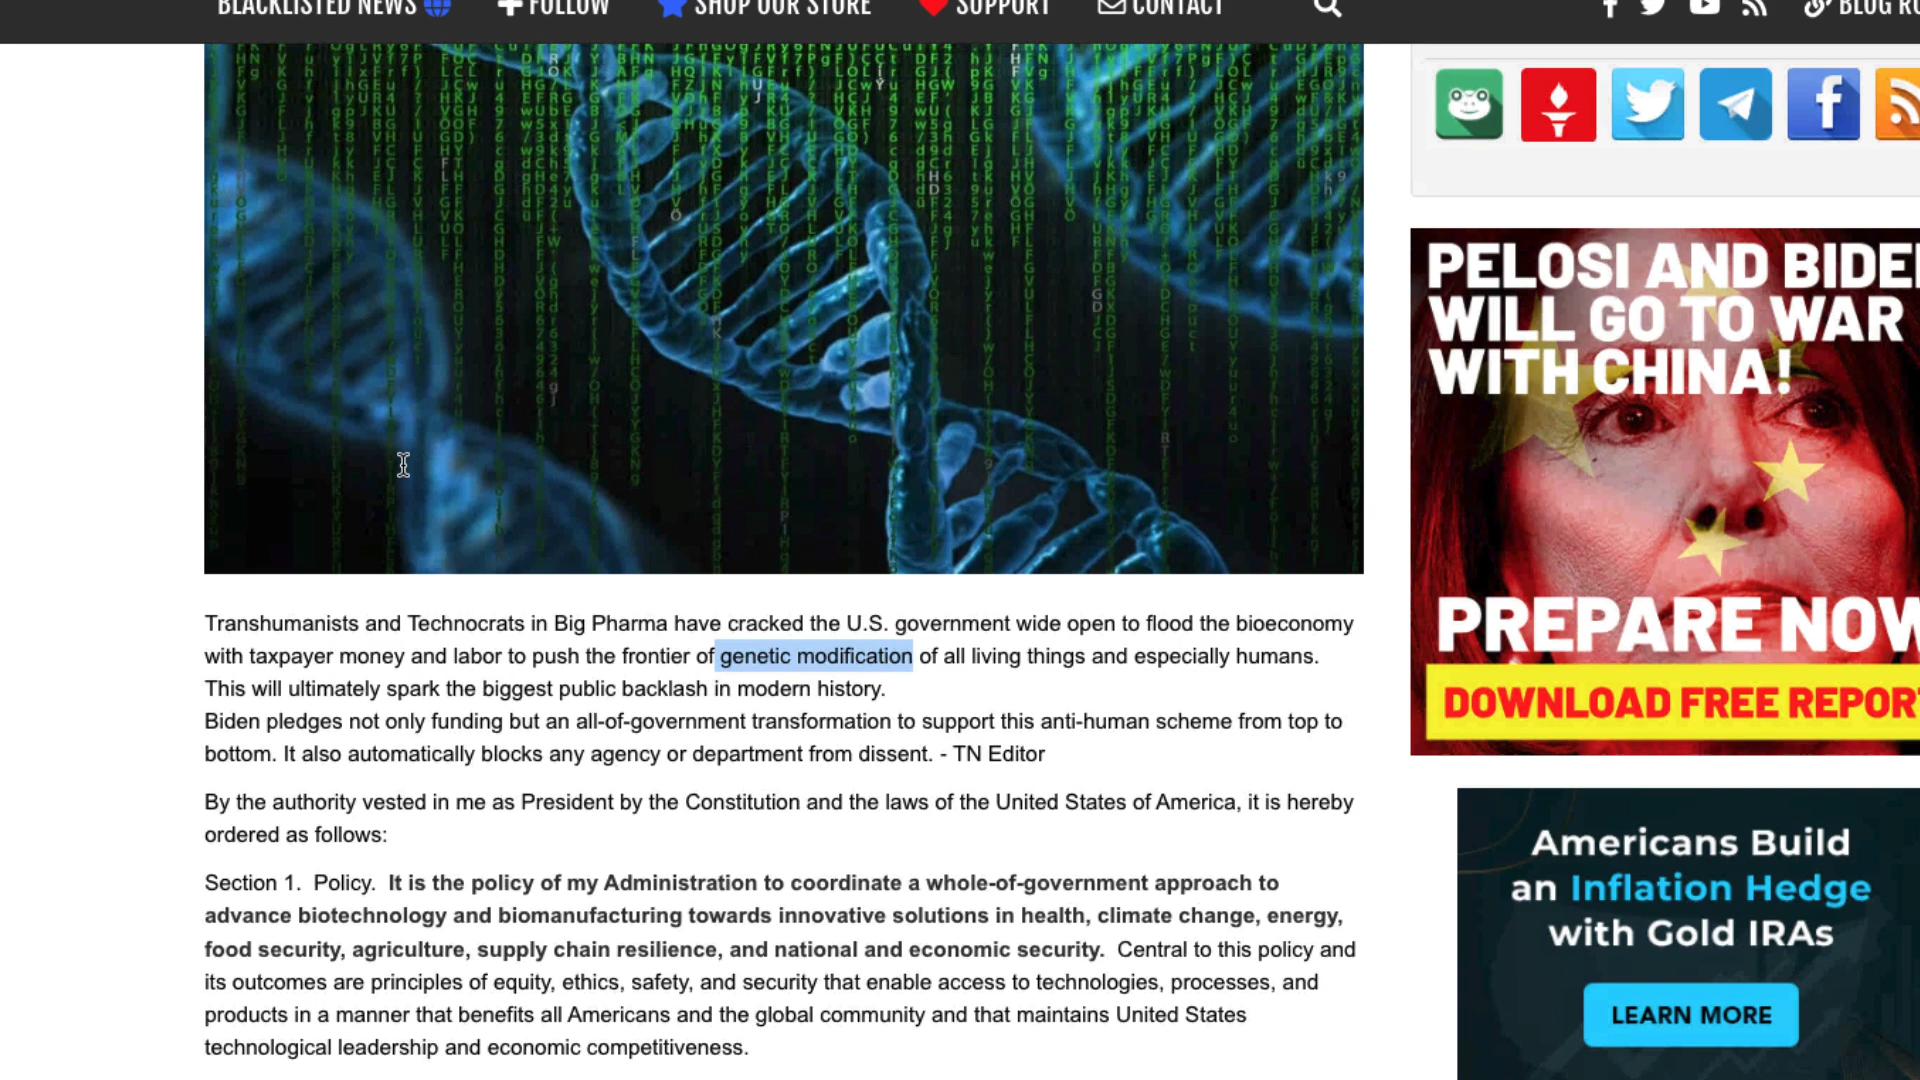 BLACKLISTED NEWS
FOLLOW
SHOP OUR STORE
SUPPORT
CONTACT
BLOG
PELOSI AND
WILL GO TO WAR
WITH CHINA!
PREPARE
DOWNLOAD FREE
Transhumanists and Technocrats in Big Pharma have cracked the U.S. government wide open to flood the bioeconomy
with taxpayer money and labor to push the frontier of genetic modification of all living things and especially humans.
This will ultimately spark the biggest public backlash in modern history.
Biden pledges not only funding but an all-of-government transformation to support this anti-human scheme from top to
bottom. It also automatically blocks any agency or department from dissent. - TN Editor
By the authority vested in me as President by the Constitution and the laws of the United States of America, it is hereby
ordered as follows:
Section 1. Policy. It is the policy of my Administration to coordinate a whole-of-government approach to
advance biotechnology and biomanufacturing towards innovative solutions in health, climate change, energy,
food security, agriculture, supply chain resilience, and national and economic security. Central to this policy and
its outcomes are principles of equity, ethics, safety, and security that enable access to technologies, processes, and
products in a manner that benefits all Americans and the global community and that maintains United States
technological leadership and economic competitiveness.
Americans Build
an Inflation Hedge
with Gold IRAs
LEARN MORE